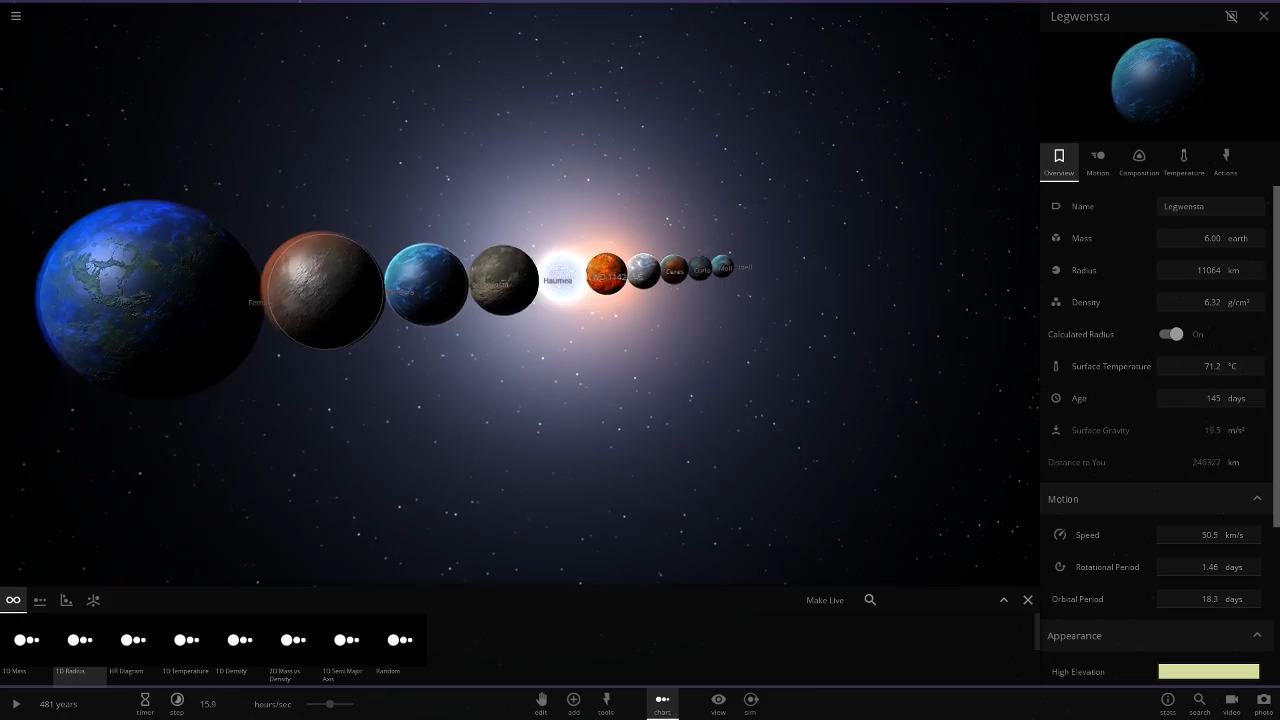 Legwensta
Overview Motion Composition Temperature Actions
Name Legwensta
Mass 6.00 earth
Radius 11064 km
Density 6.32 g/cm³
Calculated Radius On
Surface Temperature 71.2 °C
Age 145 days
Surface Gravity 19.5 m/s²
Distance to You 245327 km
Motion
Speed 50.5 km/s
Rotational Period 1.46 days
Orbital Period 18.3 days
Appearance
High Elevation
Haumea
Ceres
Make Live
1D Mass 1D Radius HR Diagram 1D Temperature 1D Density 2D Mass vs Density 1D Semi Major Axis Random
481 years timer step 15.9 hours/sec edit add tools chart view sim stats search video photo